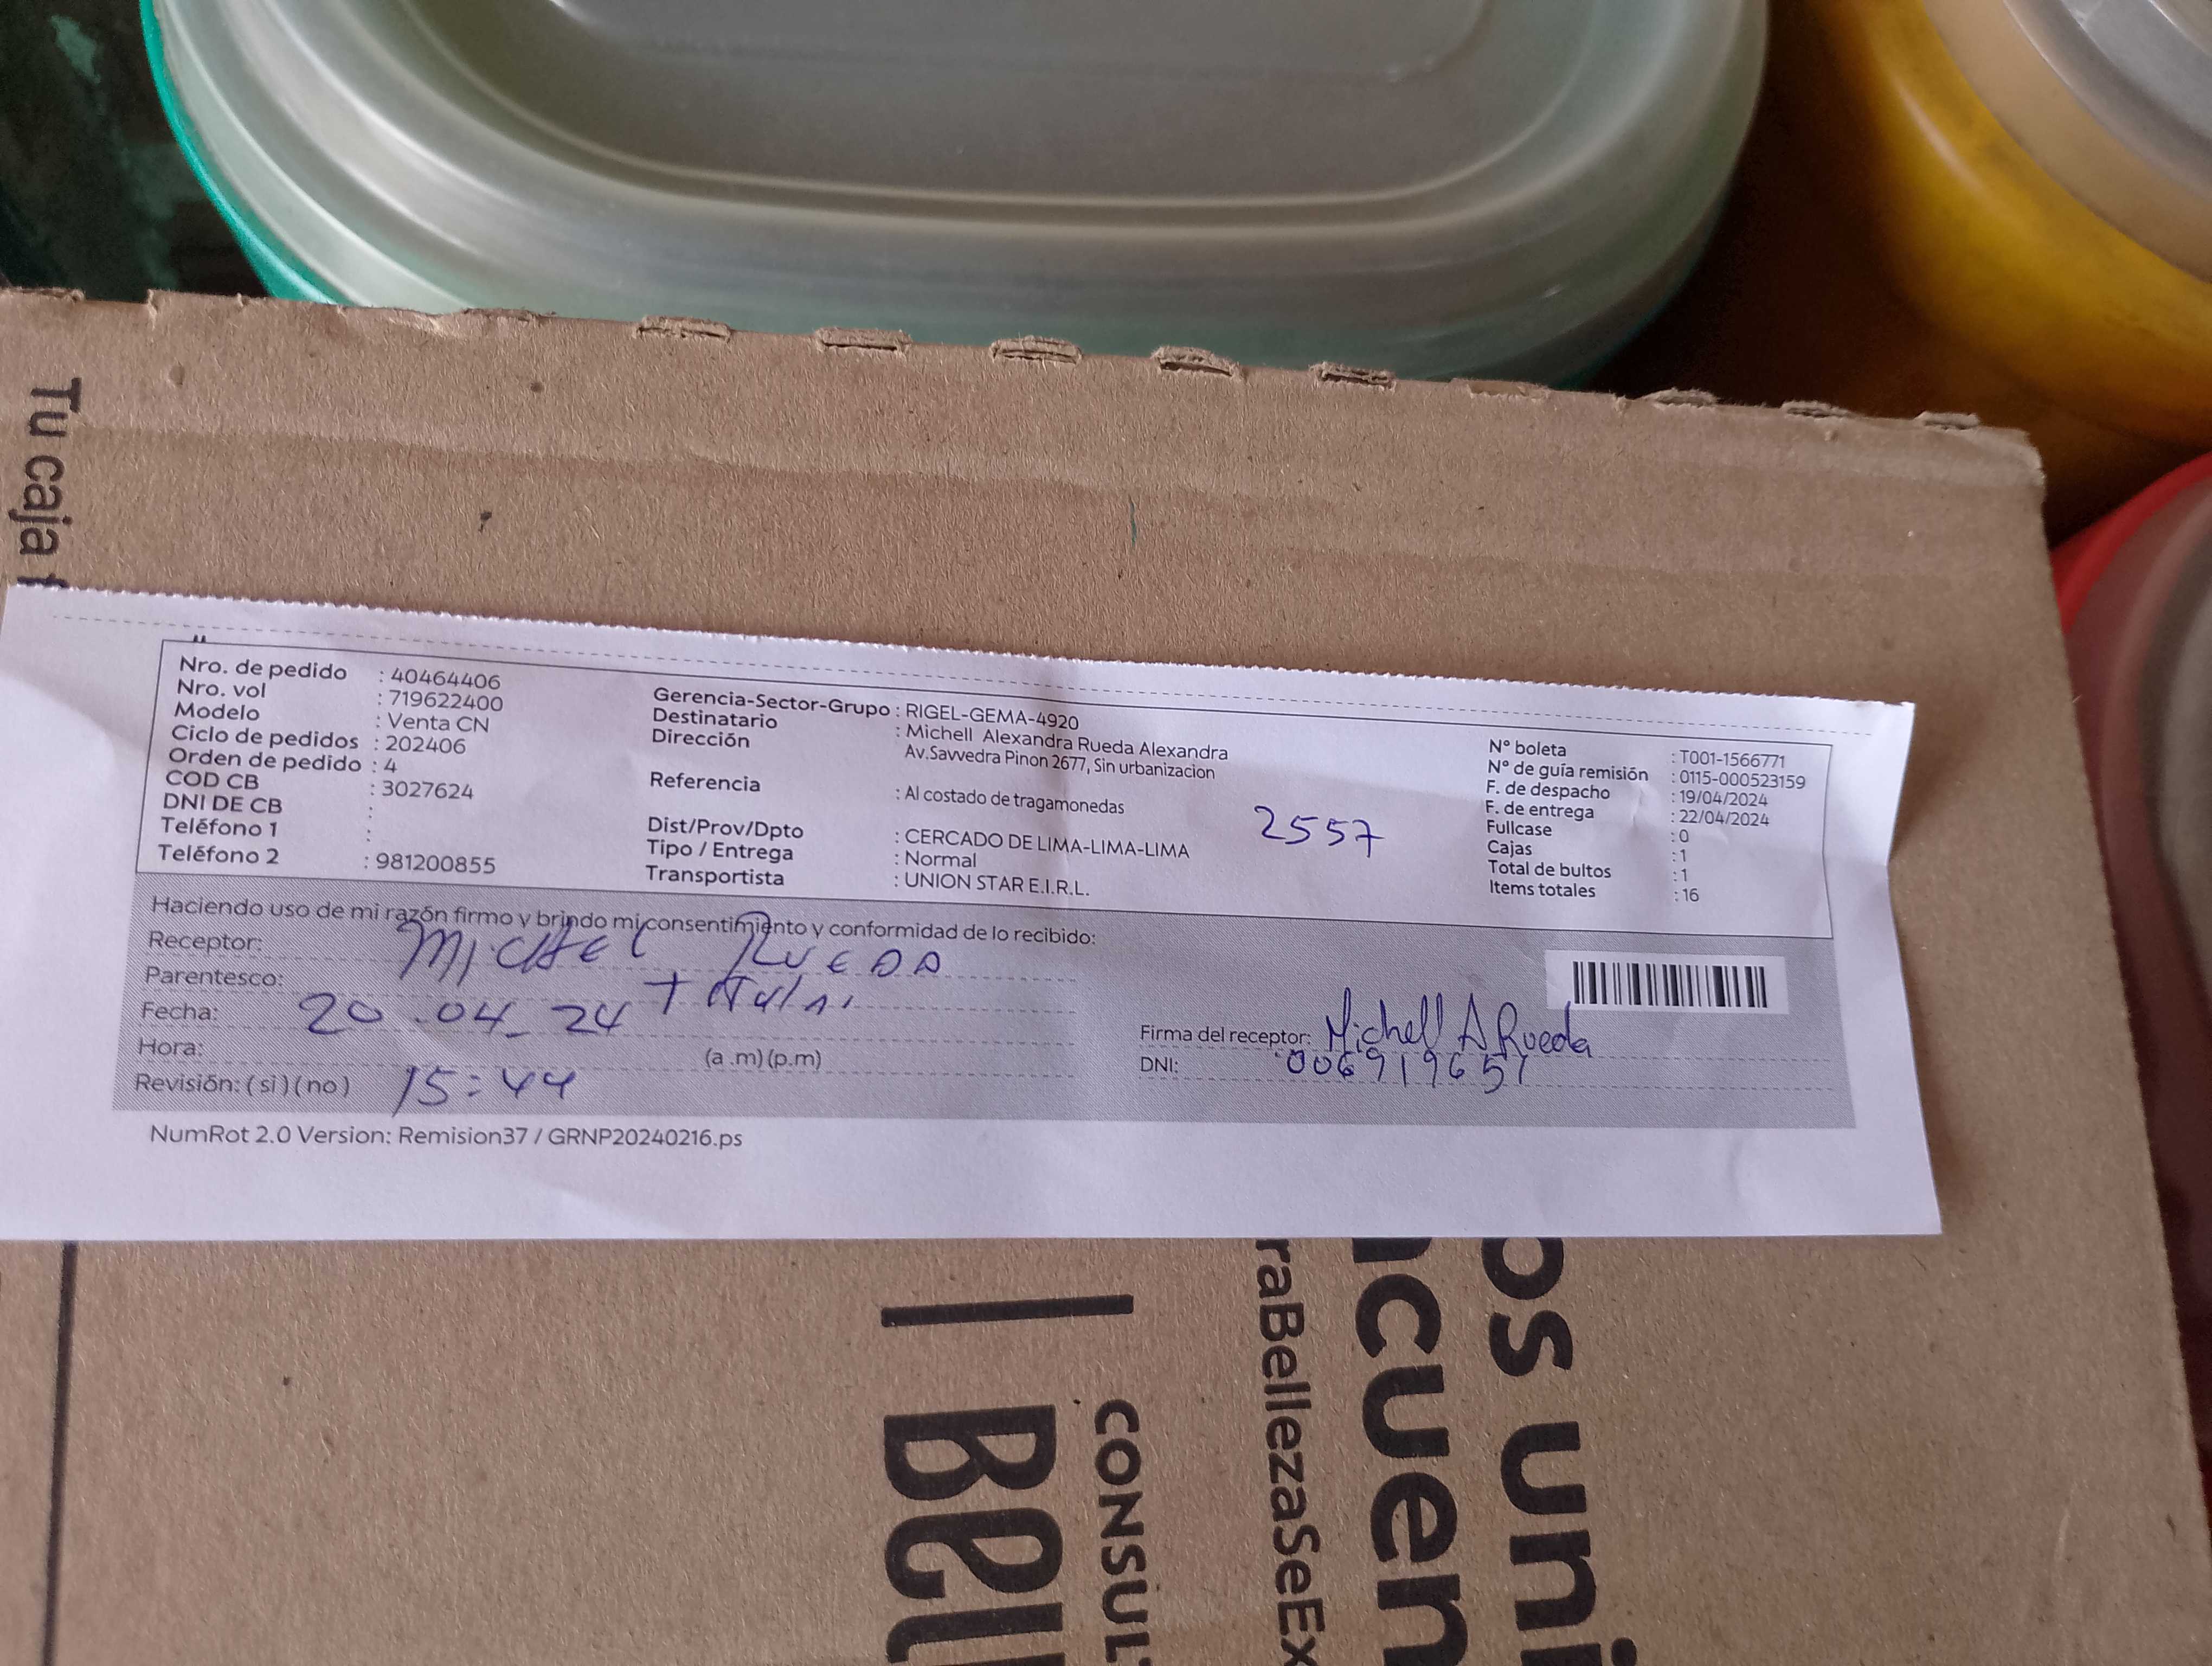 Tu caja
Nro. de pedido : 40464406
Nro. vol : 719622400
Modelo : Venta CN
Ciclo de pedidos : 202406
Orden de pedido : 4
COD CB : 3027624
DNI DE CB :
Teléfono 1 :
Teléfono 2 : 981200855
Gerencia-Sector-Grupo : RIGEL-GEMA-4920
Destinatario : Michell Alexandra Rueda Alexandra
Dirección Av.Savvedra Pinon 2677, Sin urbanizacion
Referencia : Al costado de tragamonedas
2557
Dist/Prov/Dpto : CERCADO DE LIMA-LIMA-LIMA
Tipo / Entrega : Normal
Transportista : UNION STAR E.I.R.L.
N° boleta : T001-1566771
N° de guía remisión : 0115-000523159
F. de despacho : 19/04/2024
F. de entrega : 22/04/2024
Fullcase : 0
Cajas : 1
Total de bultos : 1
Items totales : 16
Haciendo uso de mi razón firmo y brindo mi consentimiento y conformidad de lo recibido:
Receptor: MICHEL RUEDA
Parentesco:
Fecha: 20.04-24
Hora: (a .m) (p.m)
Revisión: ( si ) ( no ) 15:44
Firma del receptor: Michell A Rueda
DNI: 006919657
NumRot 2.0 Version: Remision37 / GRNP20240216.ps
os uni
ncuen
raBellezaSeEx
CONSUL
| Bel